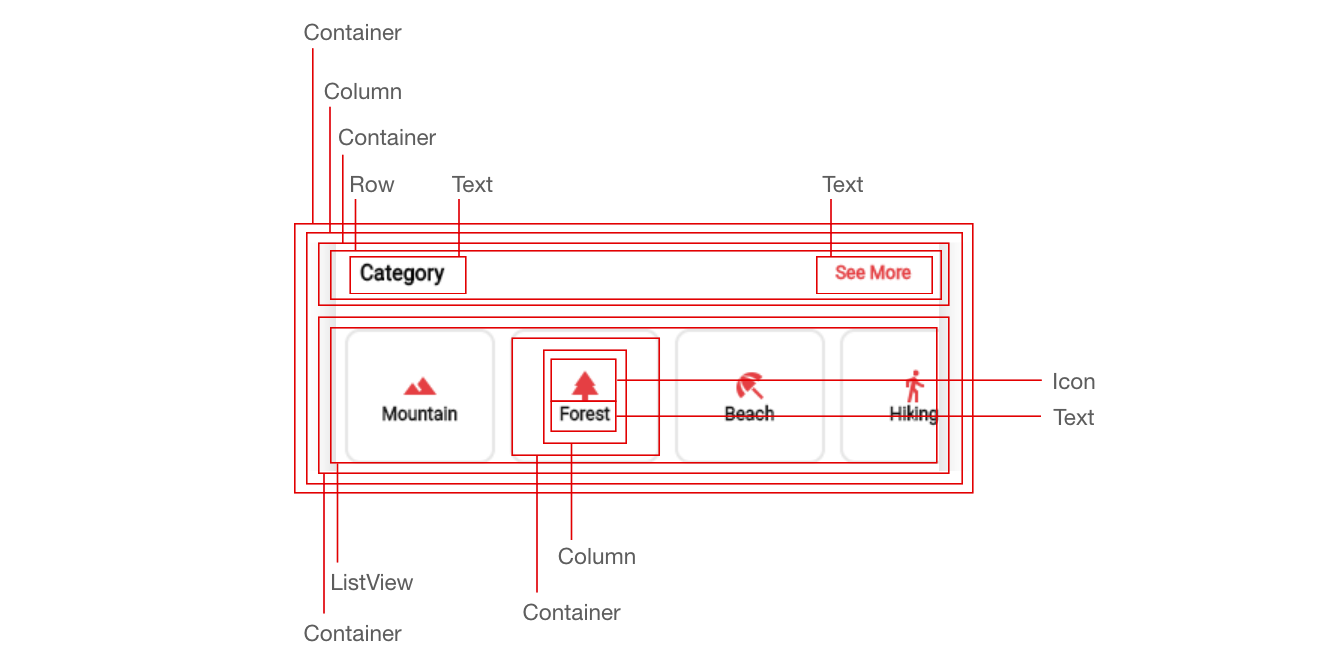 Container
Column
Container
Row Text Text
Category See More
Mountain Forest Beach Hiking
Icon
Text
Column
ListView
Container
Container